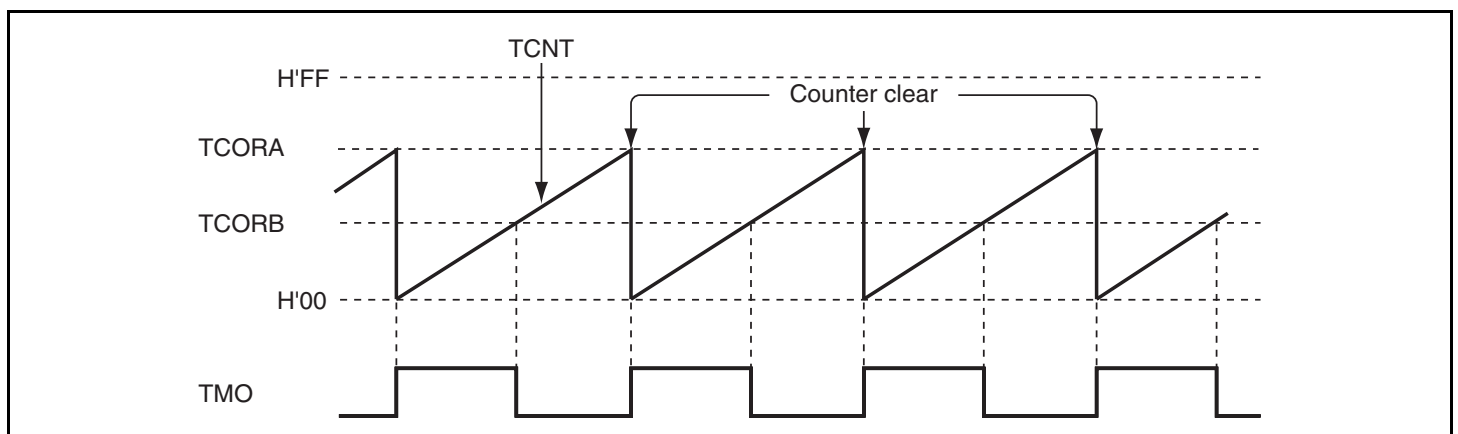 TCNT
H'FF
Counter clear
TCORA
TCORB
H'00
TMO